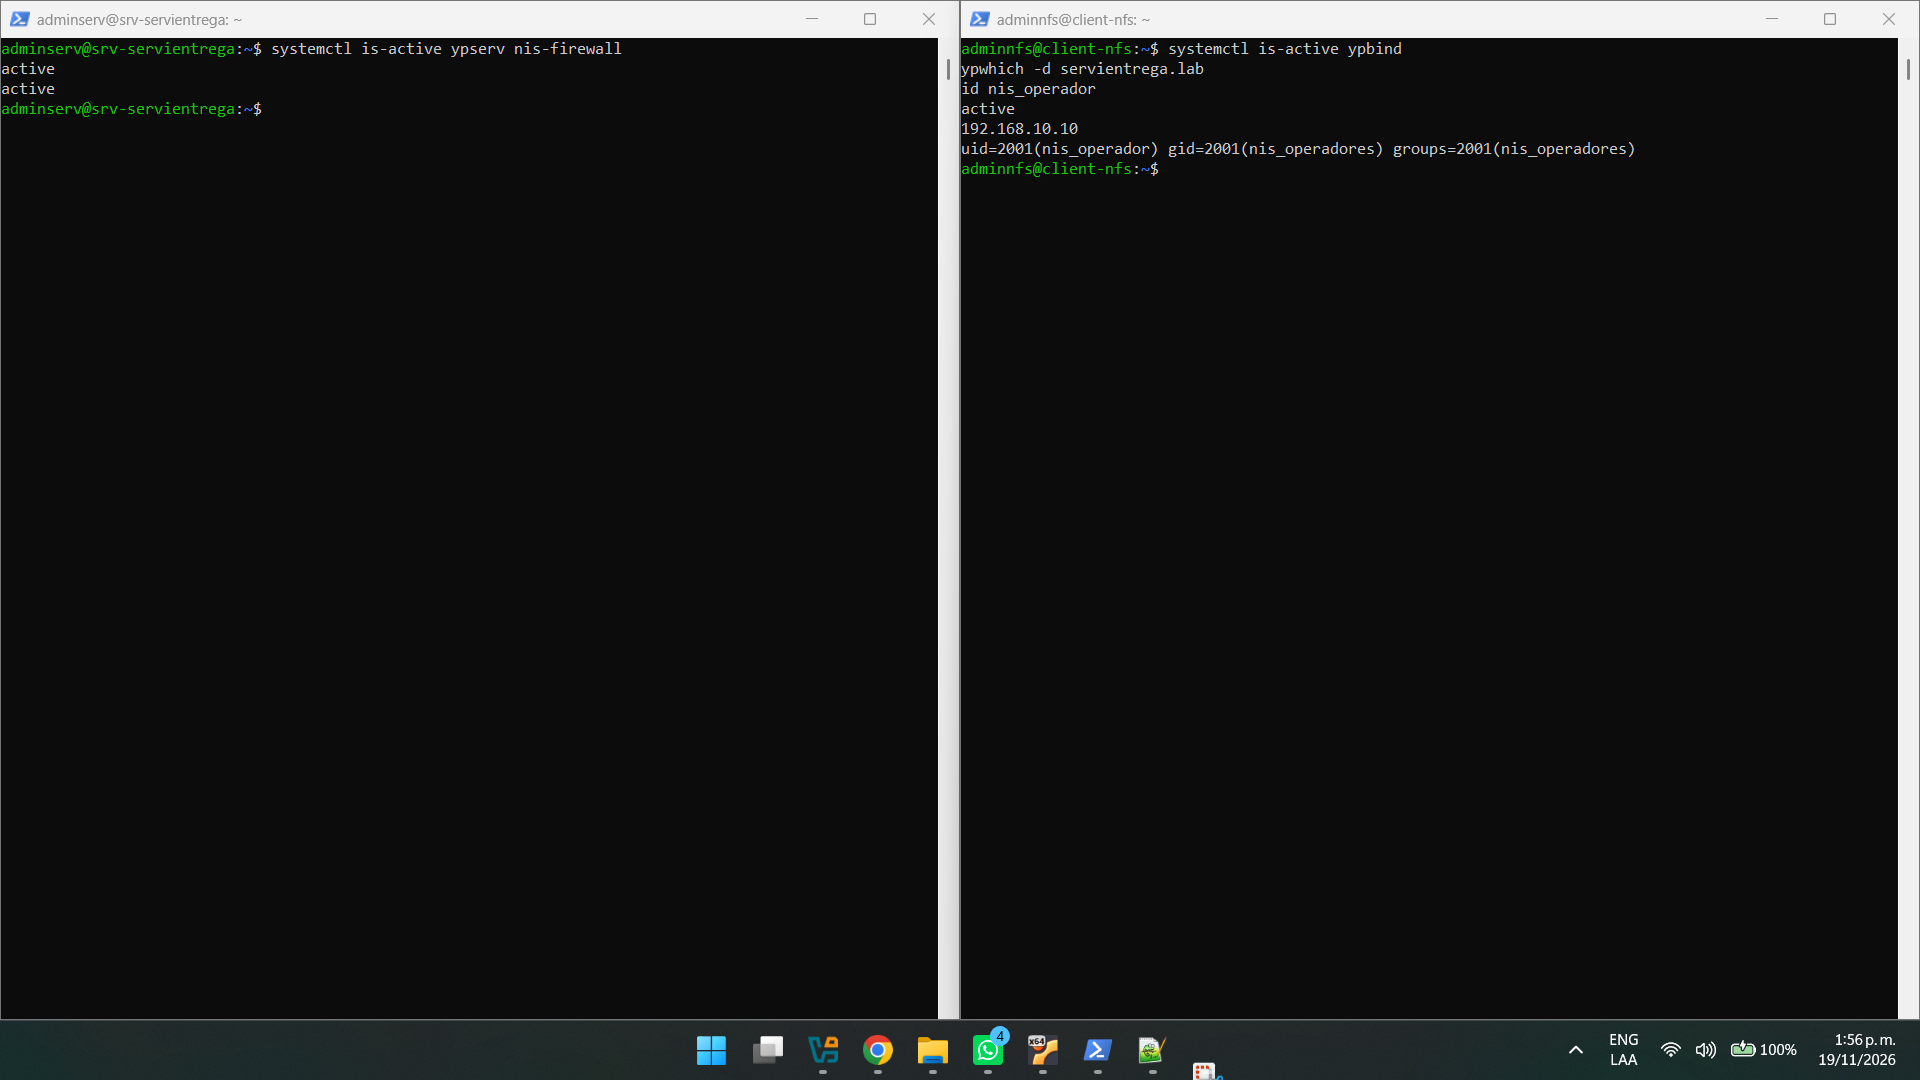 adminserv@srv-servientrega: ~
adminserv@srv-servientrega:~$ systemctl is-active ypserv nis-firewall
active
active
adminserv@srv-servientrega:~$
adminnfs@client-nfs: ~
adminnfs@client-nfs:~$ systemctl is-active ypbind
ypwhich -d servientrega.lab
id nis_operador
active
192.168.10.10
uid=2001(nis_operador) gid=2001(nis_operadores) groups=2001(nis_operadores)
adminnfs@client-nfs:~$
4
x64
ENG
LAA
100%
1:56 p. m.
19/11/2026